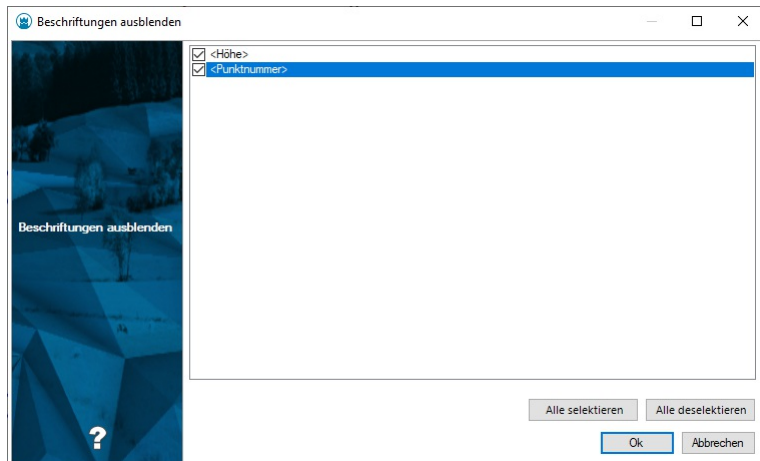 Beschriftungen ausblenden
<Höhe>
<Punktnummer>
Beschriftungen ausblenden
Alle selektieren
Alle deselektieren
?
Ok
Abbrechen